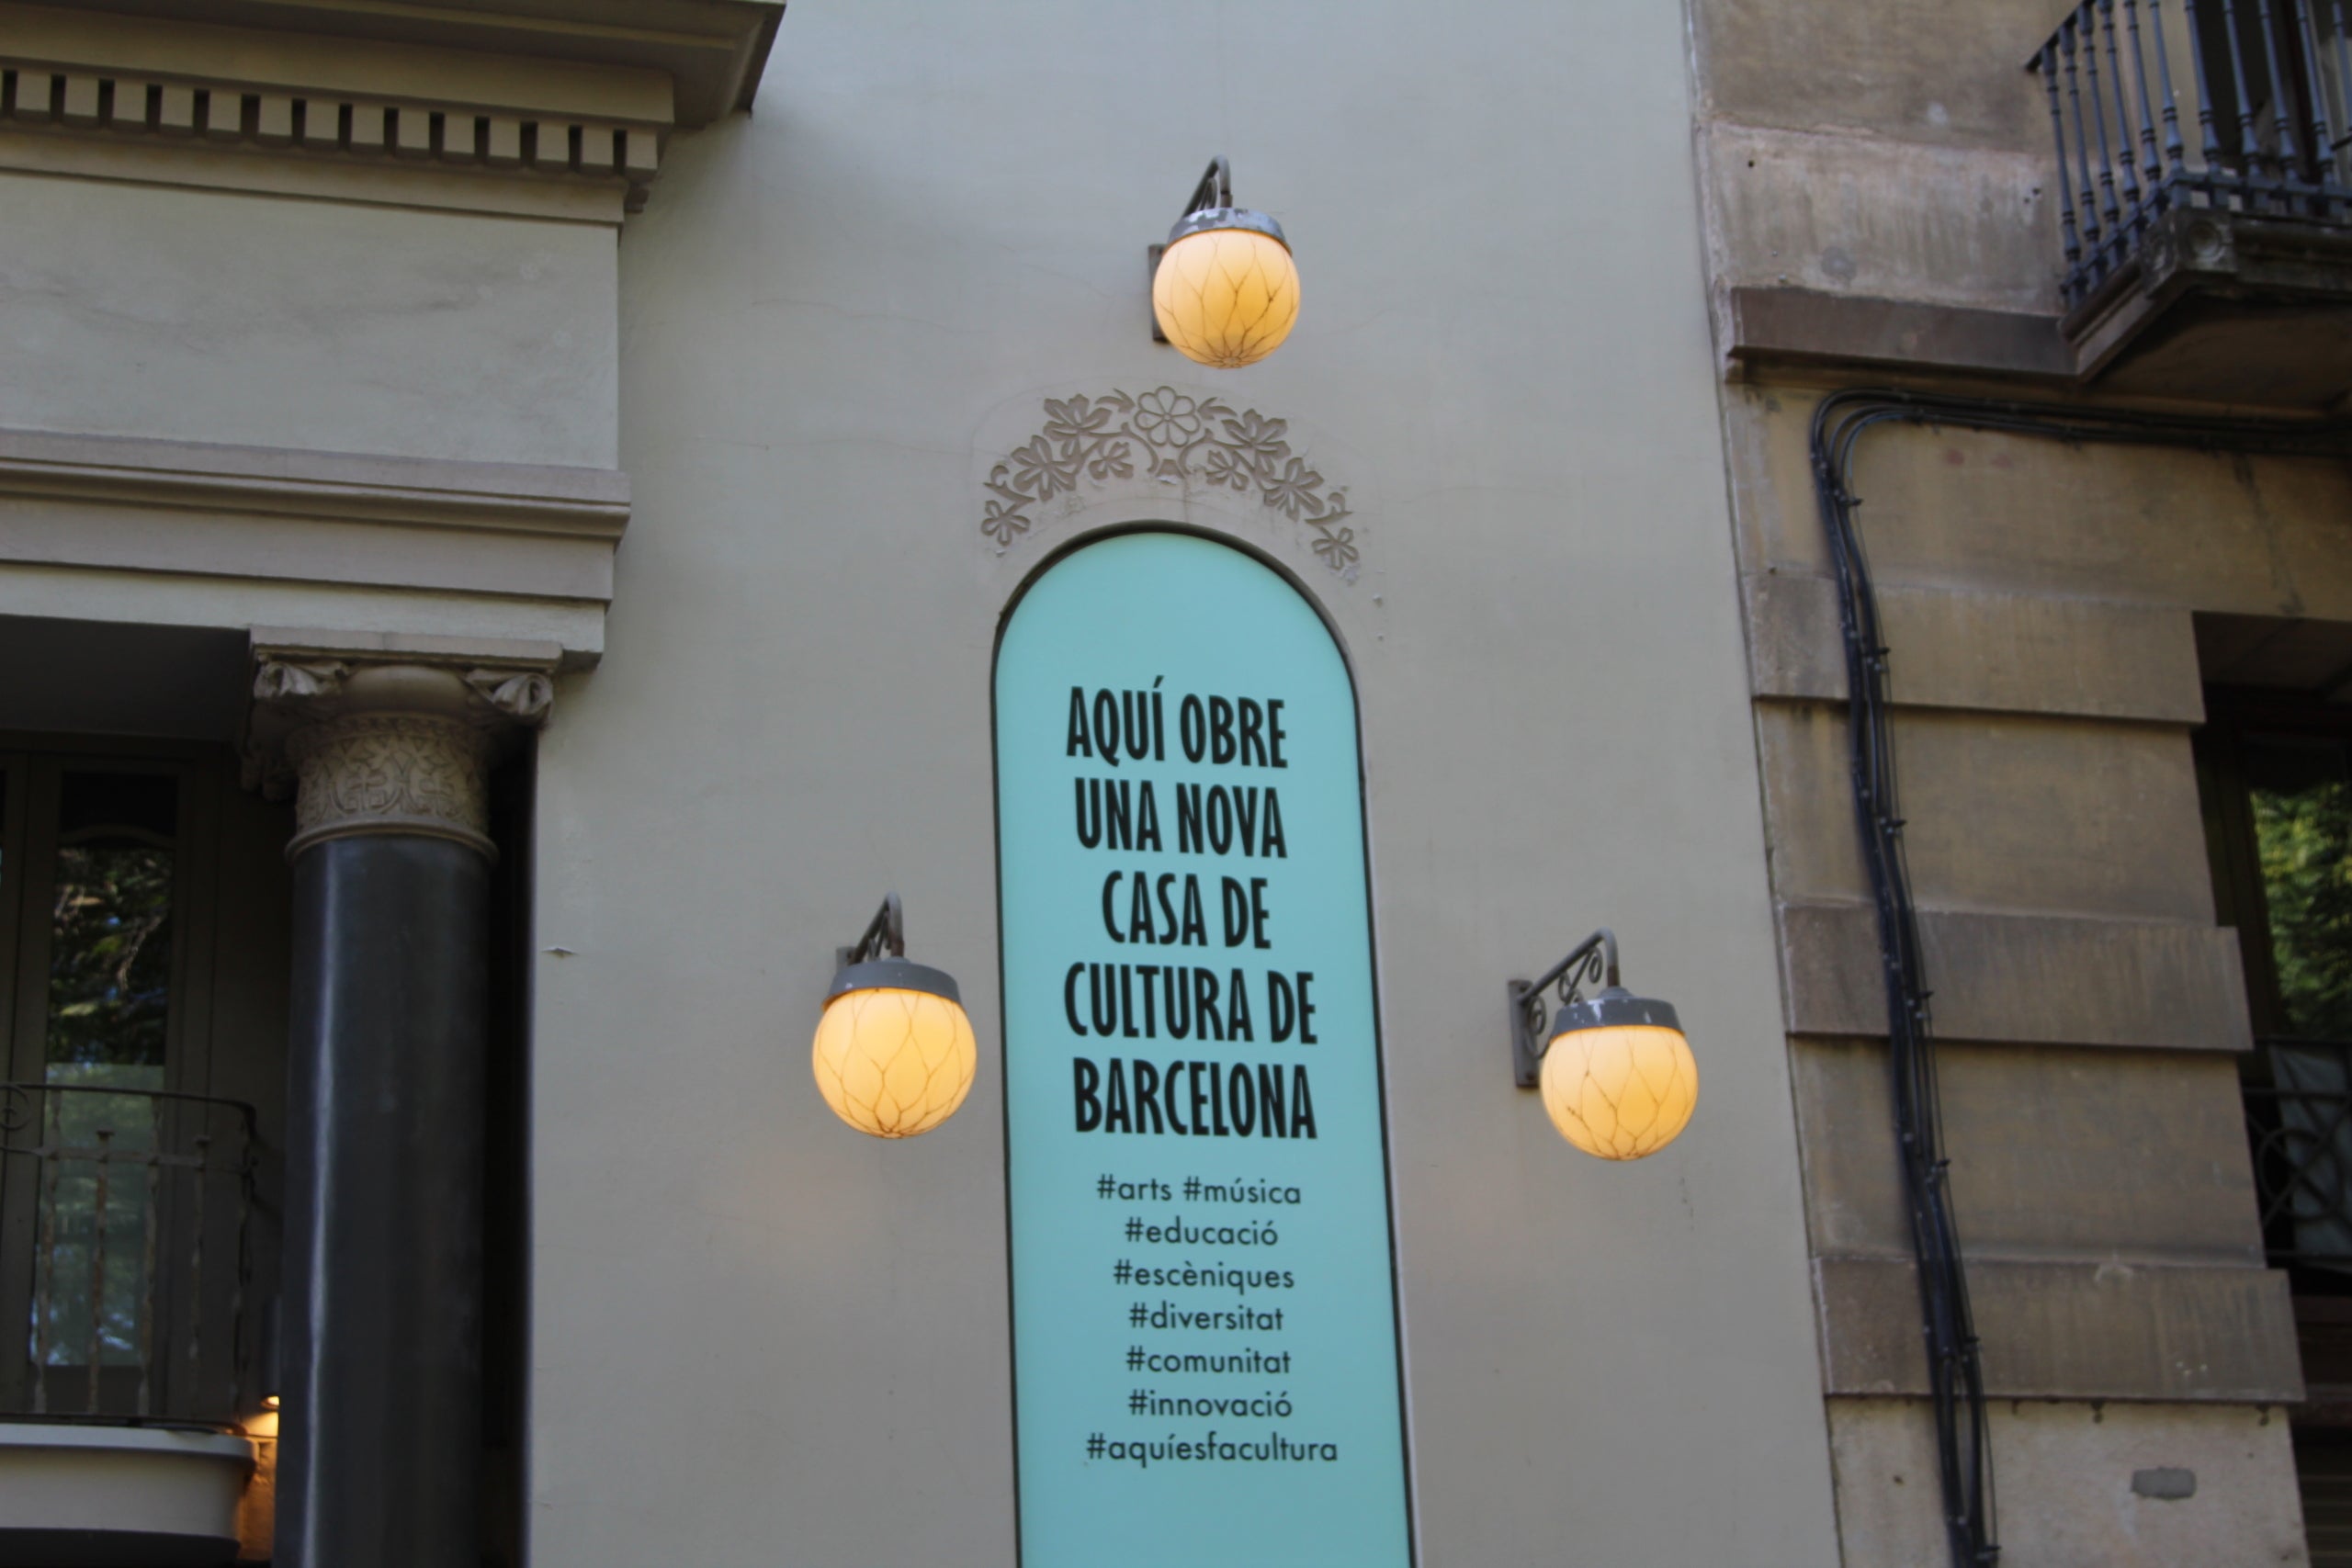 AQUÍ OBRE
UNA NOVA
CASA DE
CULTURA DE
BARCELONA
#arts #música
#educació
#escèniques
#diversitat
#comunitat
#innovació
#aquíesfacultura